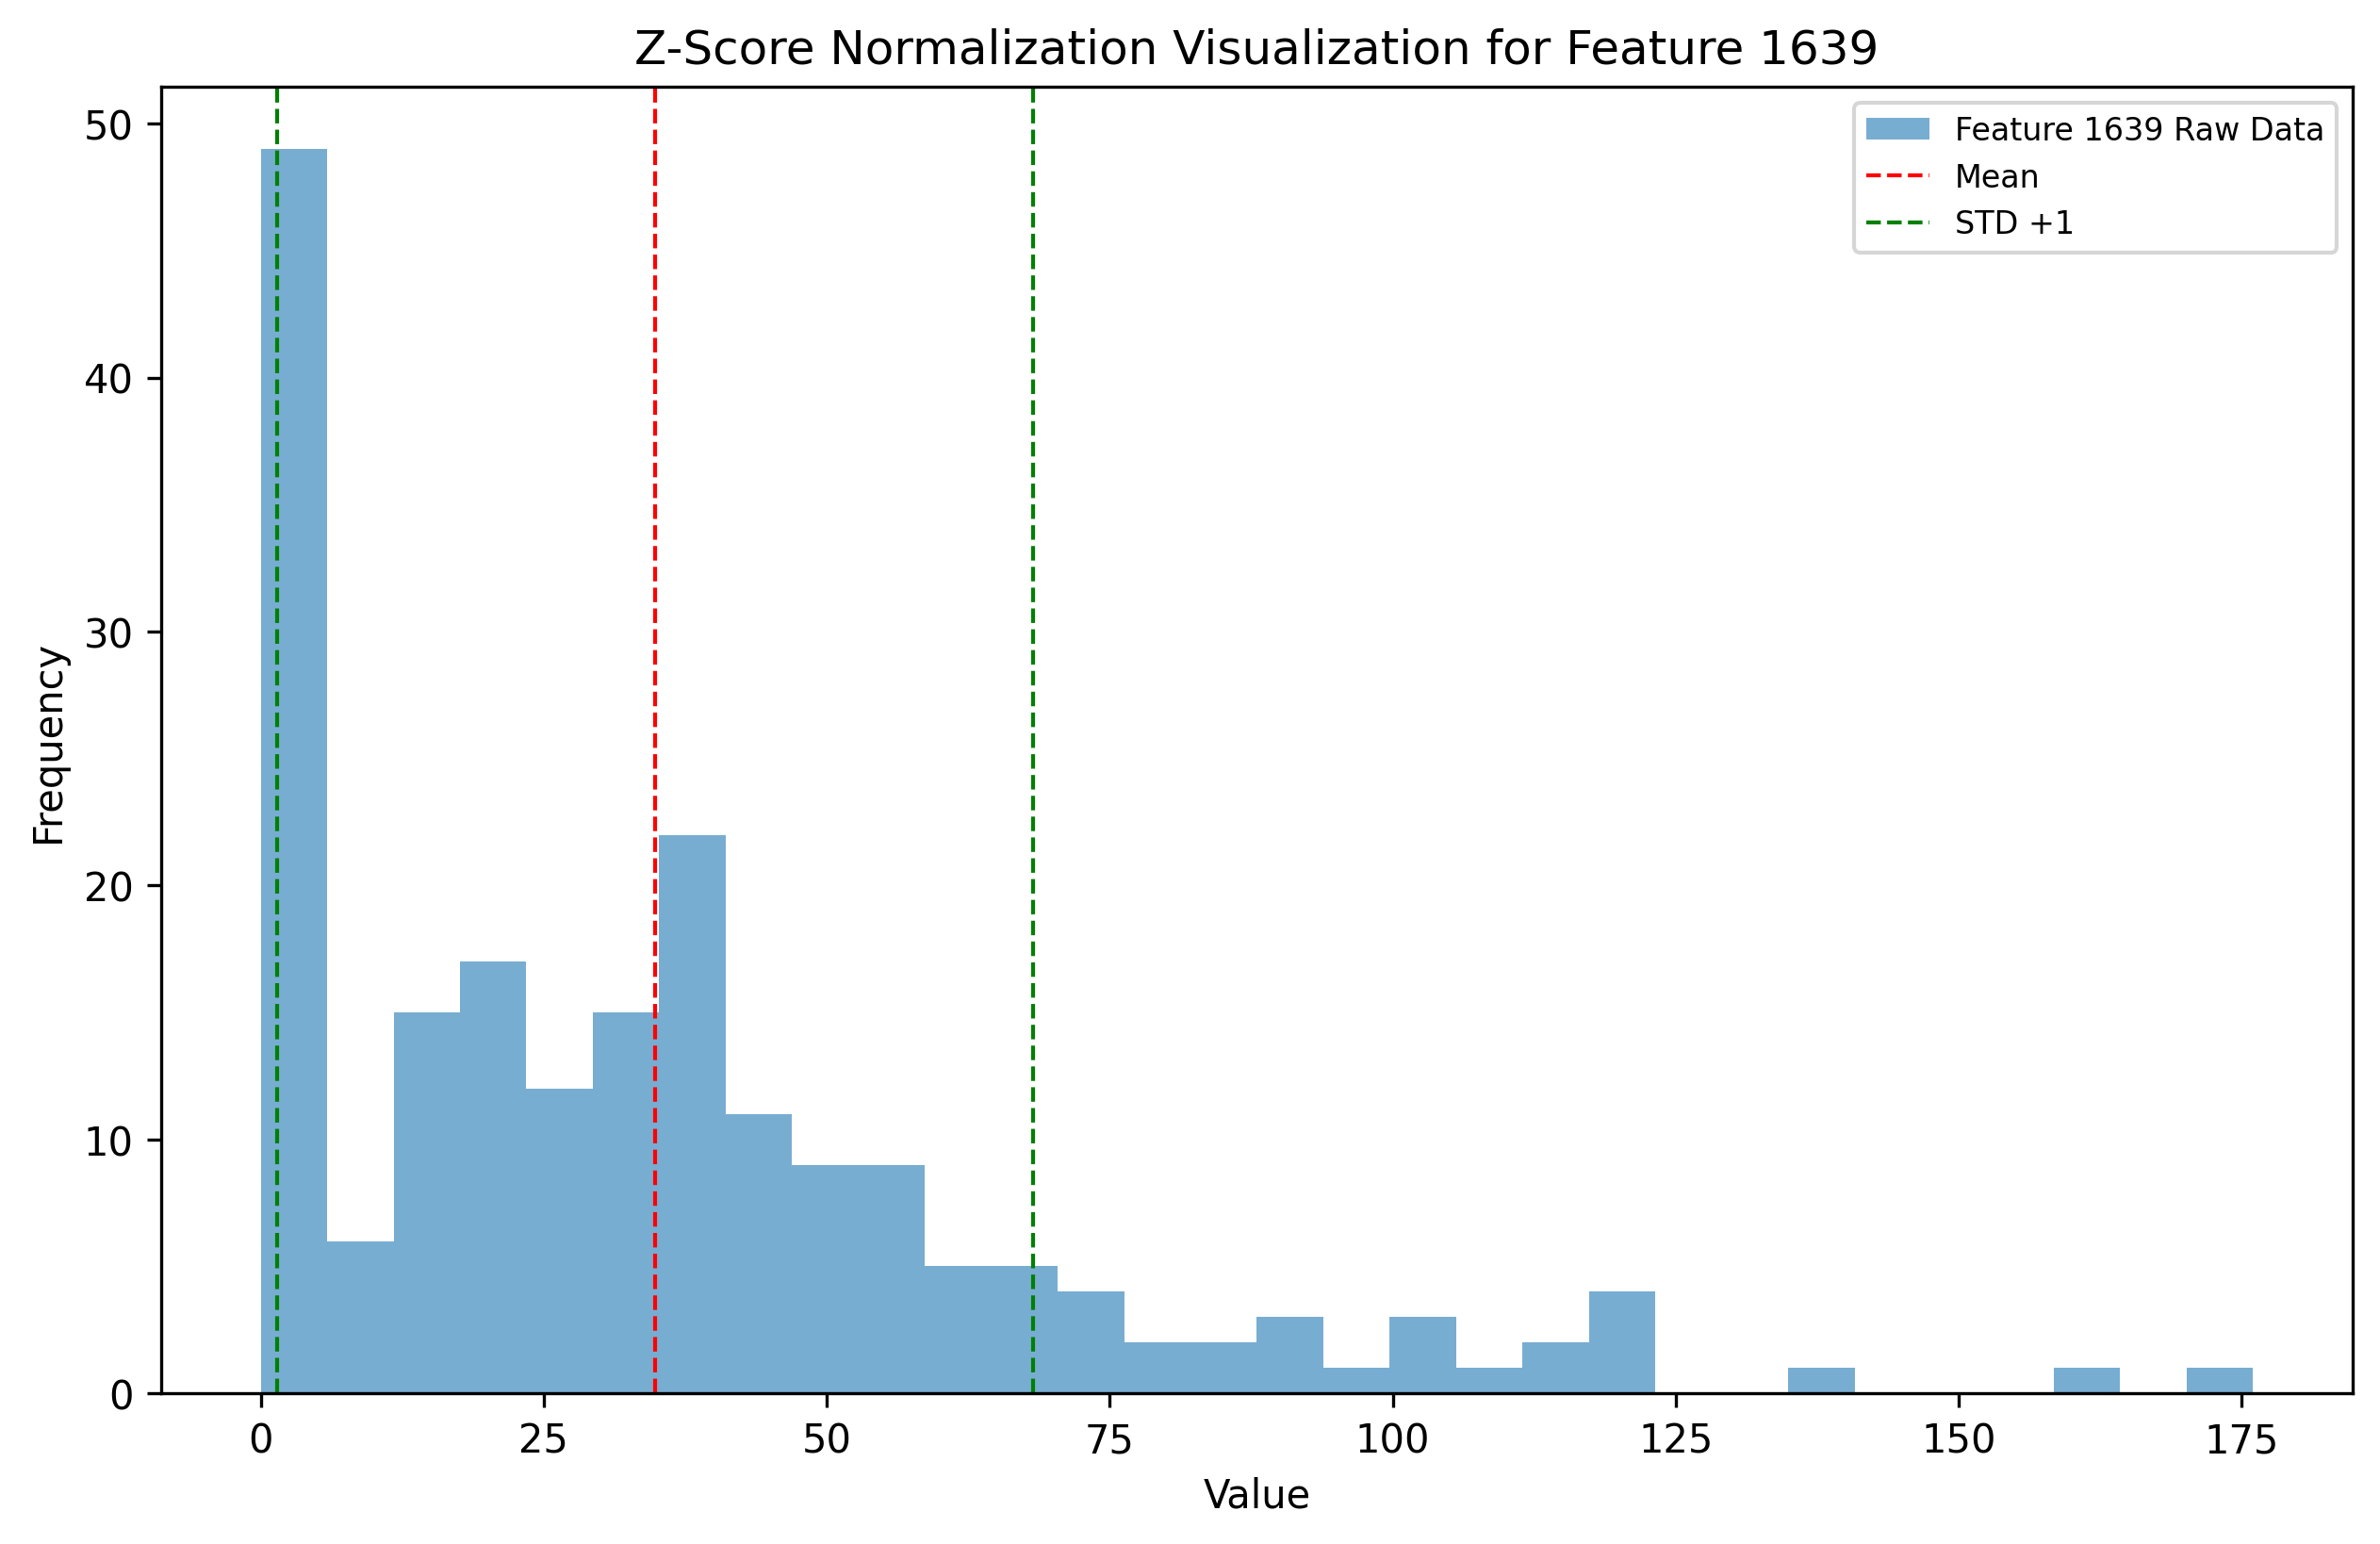 Z-Score Normalization Visualization for Feature 1639
Feature 1639 Raw Data
Mean
STD +1
50
40
30
20
10
0
Frequency
0 25 50 75 100 125 150 175
Value